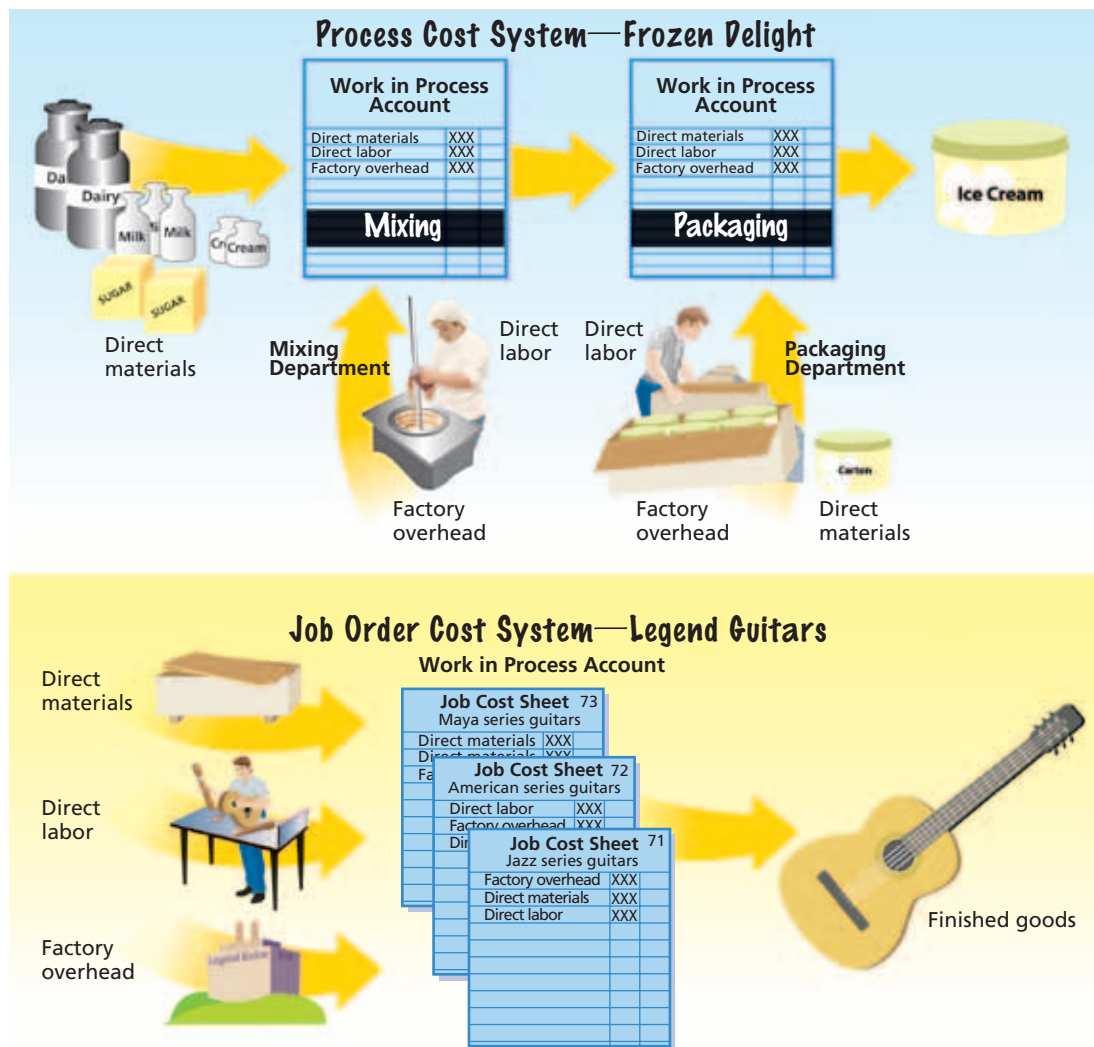 Process Cost System—Frozen Delight
Work in Process
Account
Direct materials XXX
Direct labor XXX
Factory overhead XXX
Mixing
Work in Process
Account
Direct materials XXX
Direct labor XXX
Factory overhead XXX
Packaging
Da
Dairy
Milk
Milk
Cream
SUGAR
SUGAR
Ice Cream
Direct
materials
Mixing
Department
Direct
labor
Factory
overhead
Direct
labor
Packaging
Department
Carton
Factory
overhead
Direct
materials
Job Order Cost System—Legend Guitars
Work in Process Account
Direct
materials
Direct
labor
Factory
overhead
Job Cost Sheet 73
Maya series guitars
Direct materials XXX
Direct materials XXX
Fa
Job Cost Sheet 72
American series guitars
Direct labor XXX
Factory overhead XXX
Dir
Job Cost Sheet 71
Jazz series guitars
Factory overhead XXX
Direct materials XXX
Direct labor XXX
Finished goods